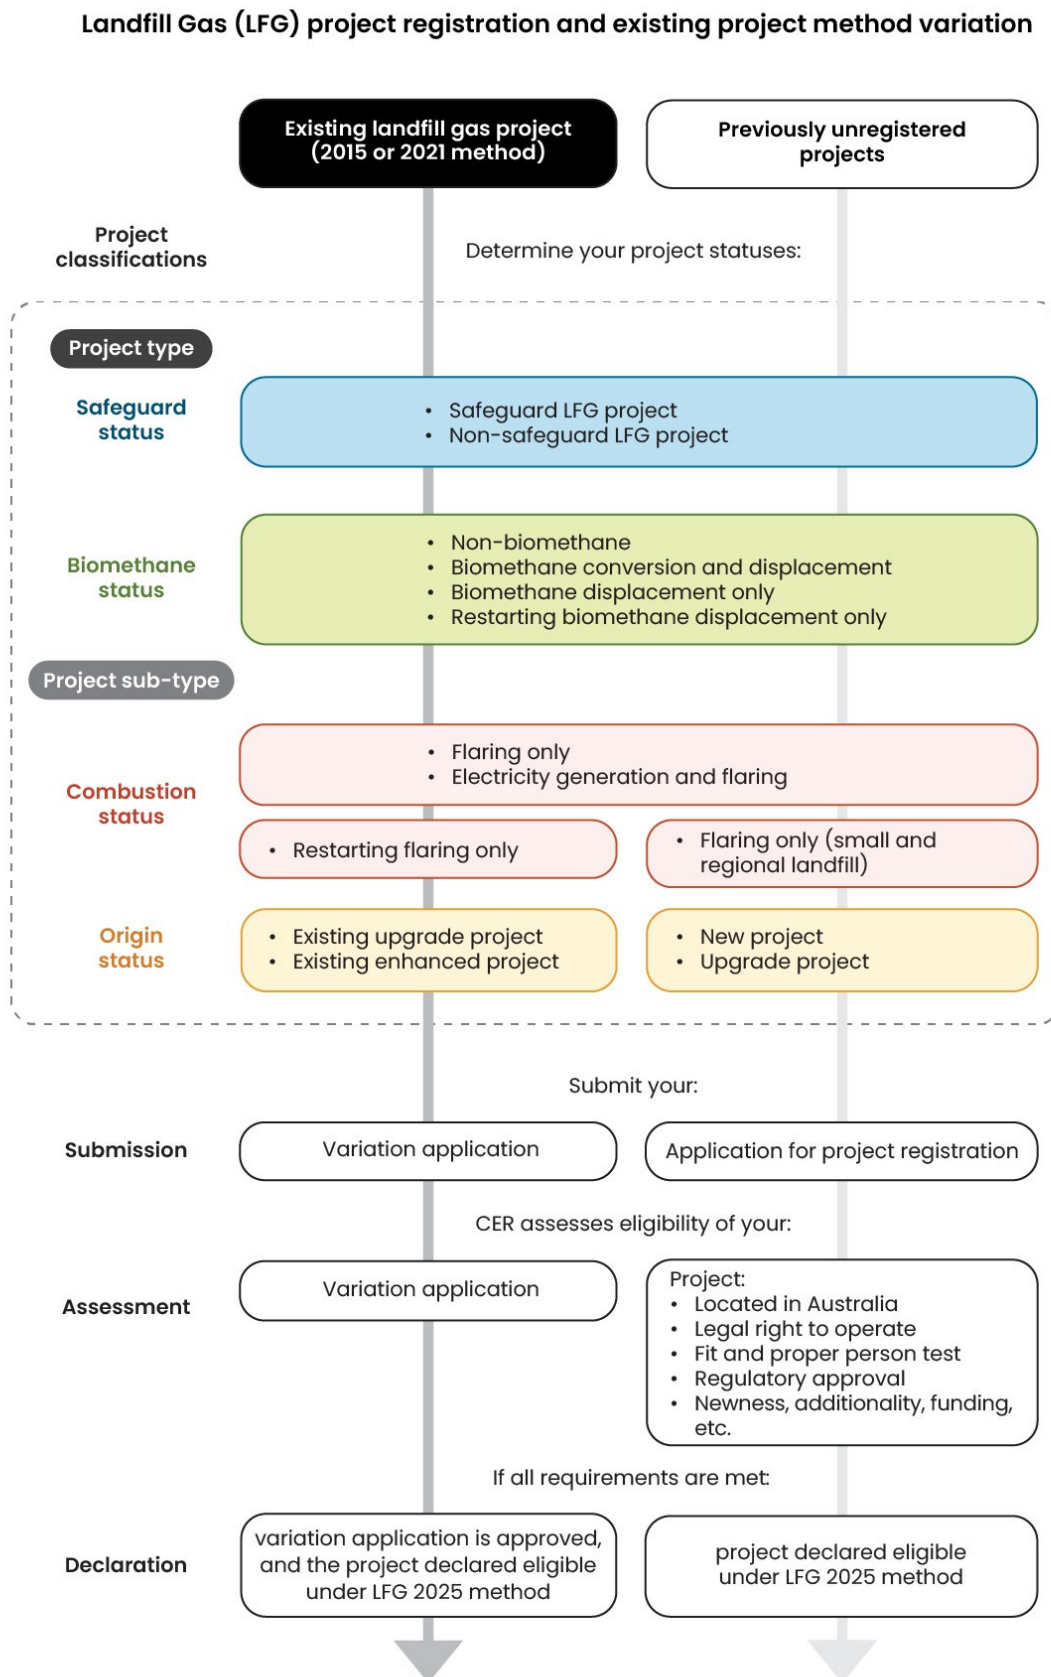 Landfill Gas (LFG) project registration and existing project method variation
Existing landfill gas project
(2015 or 2021 method)
Previously unregistered
projects
Project
classifications
Determine your project statuses:
Project type
Safeguard
status
• Safeguard LFG project
• Non-safeguard LFG project
Biomethane
status
• Non-biomethane
• Biomethane conversion and displacement
• Biomethane displacement only
• Restarting biomethane displacement only
Project sub-type
Combustion
status
• Flaring only
• Electricity generation and flaring
• Restarting flaring only
• Flaring only (small and
regional landfill)
Origin
status
• Existing upgrade project
• Existing enhanced project
• New project
• Upgrade project
Submit your:
Submission
Variation application
Application for project registration
CER assesses eligibility of your:
Assessment
Variation application
Project:
• Located in Australia
• Legal right to operate
• Fit and proper person test
• Regulatory approval
• Newness, additionality, funding,
etc.
If all requirements are met:
Declaration
variation application is approved,
and the project declared eligible
under LFG 2025 method
project declared eligible
under LFG 2025 method